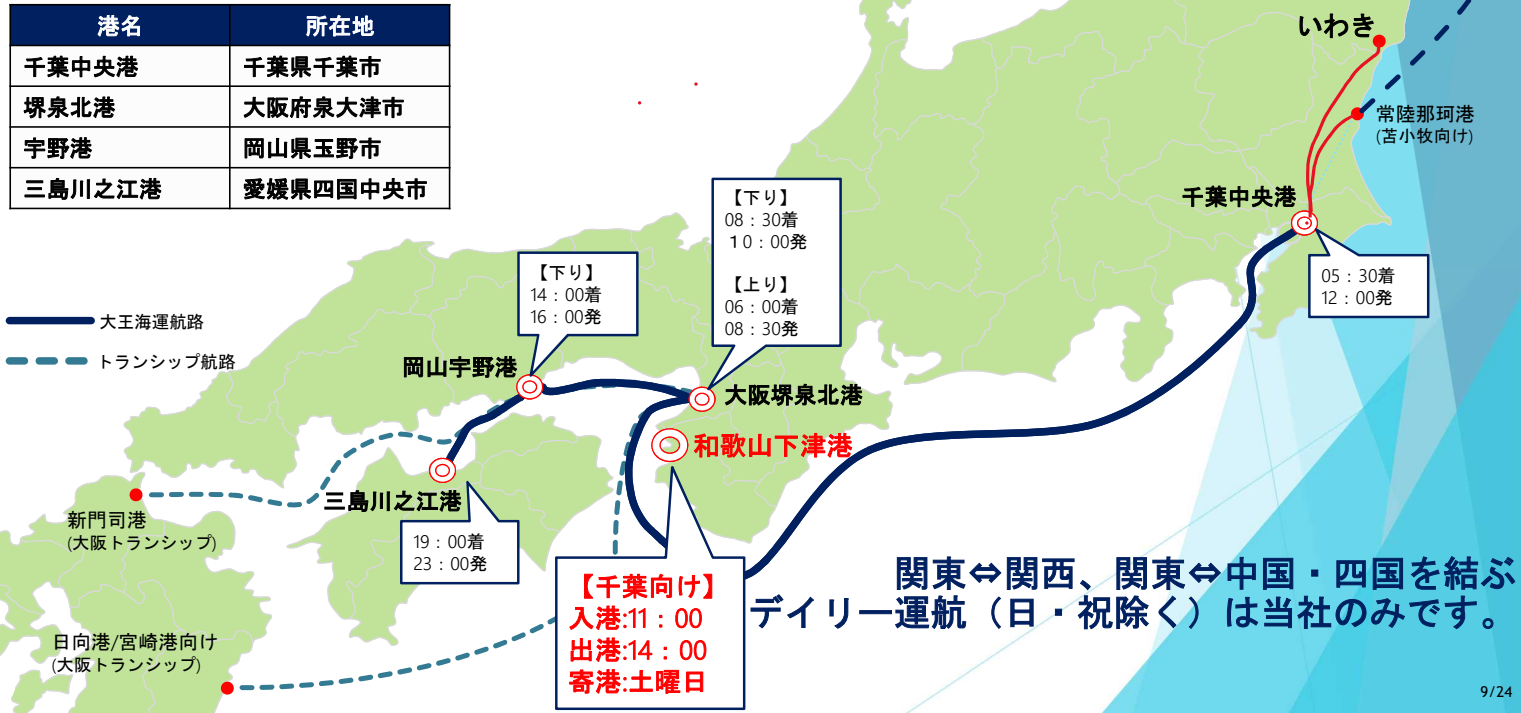 港名 所在地
千葉中央港 千葉県千葉市
堺泉北港 大阪府泉大津市
宇野港 岡山県玉野市
三島川之江港 愛媛県四国中央市
大王海運航路
トランシップ航路
いわき
常陸那珂港
(苫小牧向け)
千葉中央港
05：30着
12：00発
【下り】
08：30着
10：00発
【上り】
06：00着
08：30発
【下り】
14：00着
16：00発
岡山宇野港
大阪堺泉北港
和歌山下津港
三島川之江港
19：00着
23：00発
新門司港
(大阪トランシップ)
日向港/宮崎港向け
(大阪トランシップ)
【千葉向け】
入港:11：00
出港:14：00
寄港:土曜日
関東⇔関西、関東⇔中国・四国を結ぶ
デイリー運航（日・祝除く）は当社のみです。
9/24